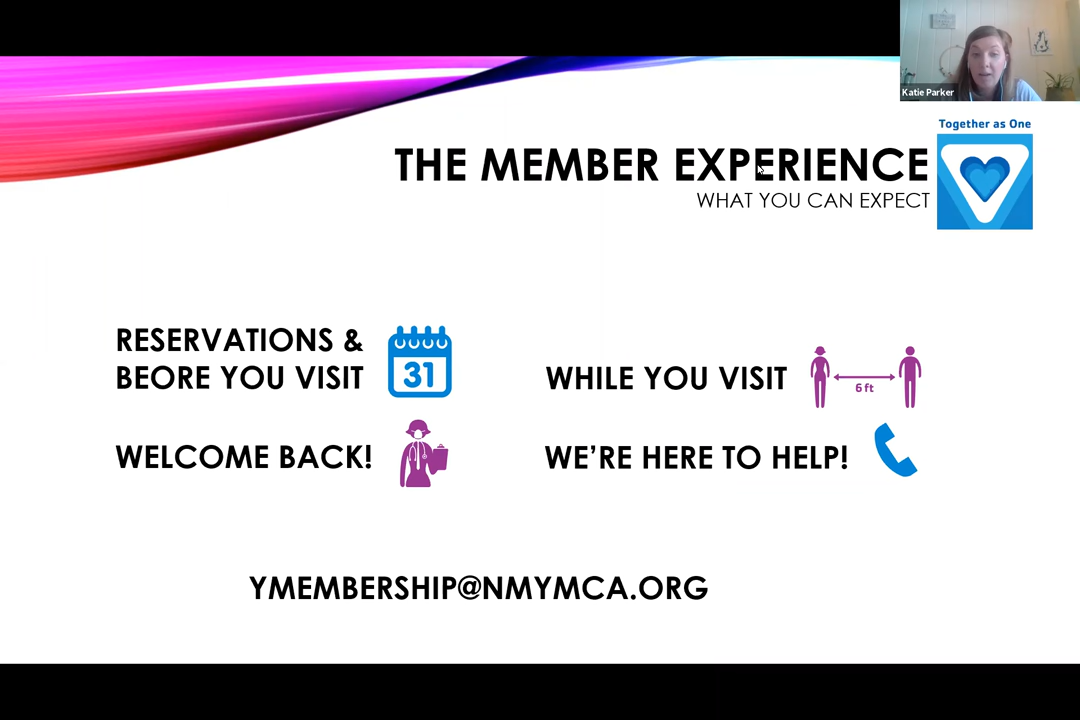 Katie Parker
Together as One
THE MEMBER EXPERIENCE
WHAT YOU CAN EXPECT
RESERVATIONS &
BEORE YOU VISIT
31
WELCOME BACK!
WHILE YOU VISIT
6 ft
WE'RE HERE TO HELP!
YMEMBERSHIP@NMYMCA.ORG